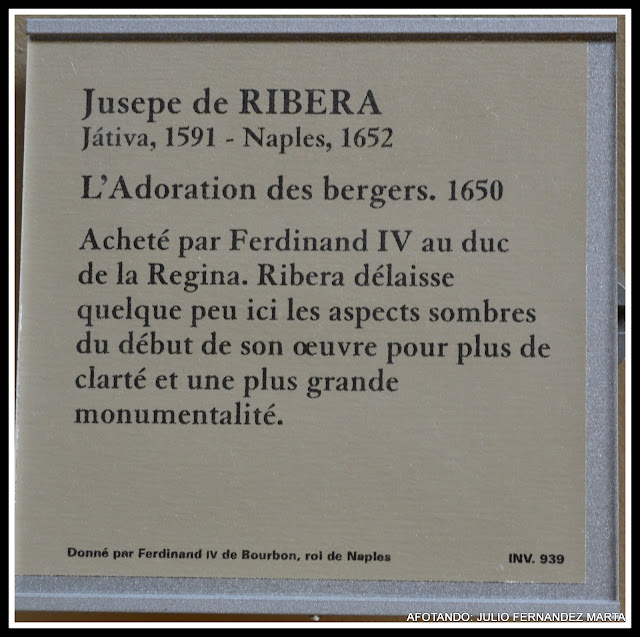 Jusepe de RIBERA
Játiva, 1591 - Naples, 1652
L'Adoration des bergers. 1650
Acheté par Ferdinand IV au duc
de la Regina. Ribera délaisse
quelque peu ici les aspects sombres
du début de son œuvre pour plus de
clarté et une plus grande
monumentalité.
Donné par Ferdinand IV de Bourbon, roi de Naples
INV. 939
AFOTANDO: JULIO FERNANDEZ MARTA